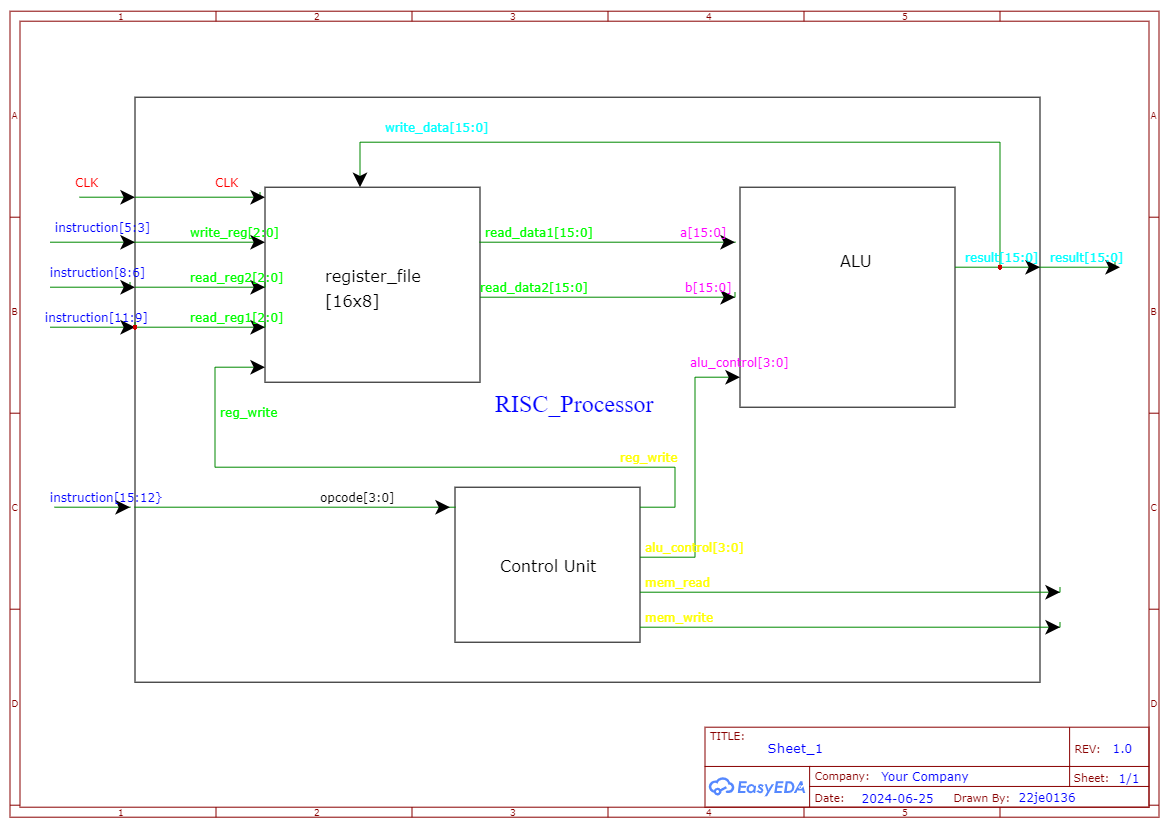 1 2 3 4 5
A A
write_data[15:0]
CLK CLK
instruction[5:3] write_reg[2:0] read_data1[15:0] a[15:0]
register_file
[16x8]
ALU
result[15:0] result[15:0]
instruction[8:6] read_reg2[2:0] read_data2[15:0] b[15:0]
instruction[11:9] read_reg1[2:0]
B B
alu_control[3:0]
reg_write
RISC_Processor
reg_write
instruction[15:12} opcode[3:0]
C C
Control Unit
alu_control[3:0]
mem_read
mem_write
D D
TITLE:
Sheet_1
REV: 1.0
EasyEDA
Company: Your Company
Sheet: 1/1
Date: 2024-06-25 Drawn By: 22je0136
1 2 3 4 5